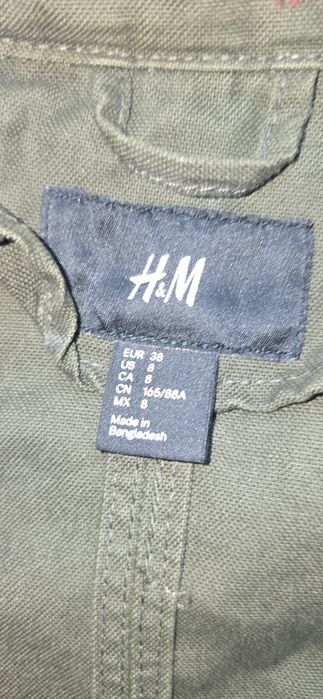 H&M
EUR 38
US 8
CA 8
CN 165/88A
MX 8
Made in
Bangladesh